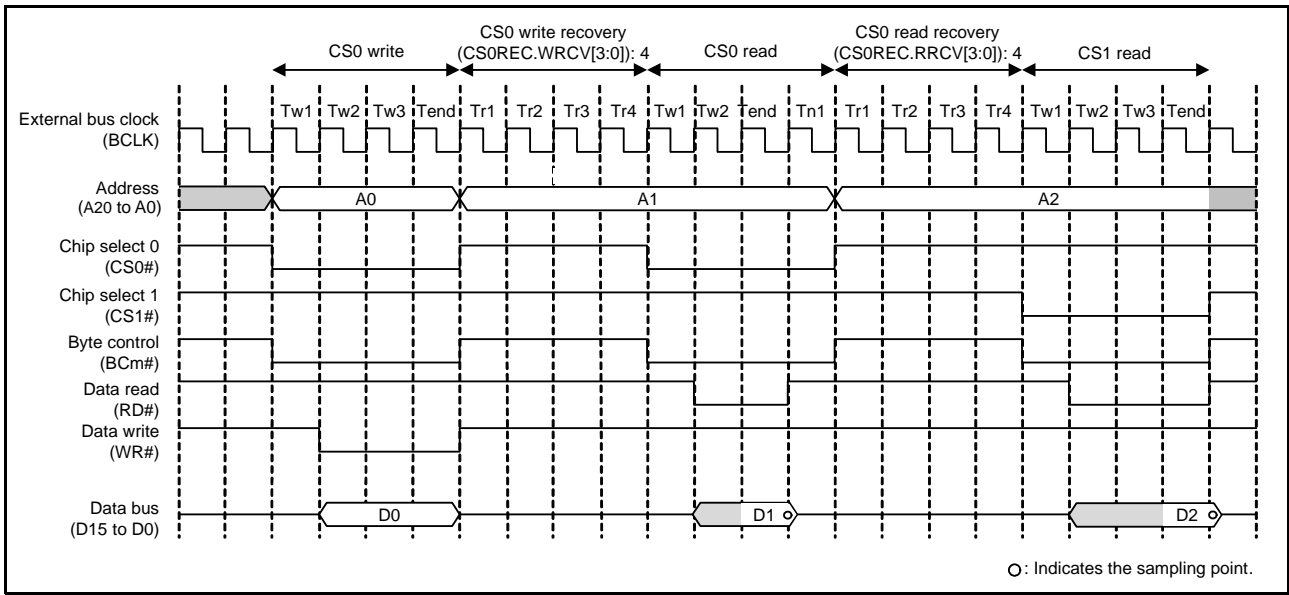 CS0 write
CS0 write recovery
(CS0REC.WRCV[3:0]): 4
CS0 read
CS0 read recovery
(CS0REC.RRCV[3:0]): 4
CS1 read
External bus clock
(BCLK)
Tw1 Tw2 Tw3 Tend Tr1 Tr2 Tr3 Tr4 Tw1 Tw2 Tend Tn1 Tr1 Tr2 Tr3 Tr4 Tw1 Tw2 Tw3 Tend
Address
(A20 to A0)
A0 A1 A2
Chip select 0
(CS0#)
Chip select 1
(CS1#)
Byte control
(BCm#)
Data read
(RD#)
Data write
(WR#)
Data bus
(D15 to D0)
D0 D1 D2
: Indicates the sampling point.